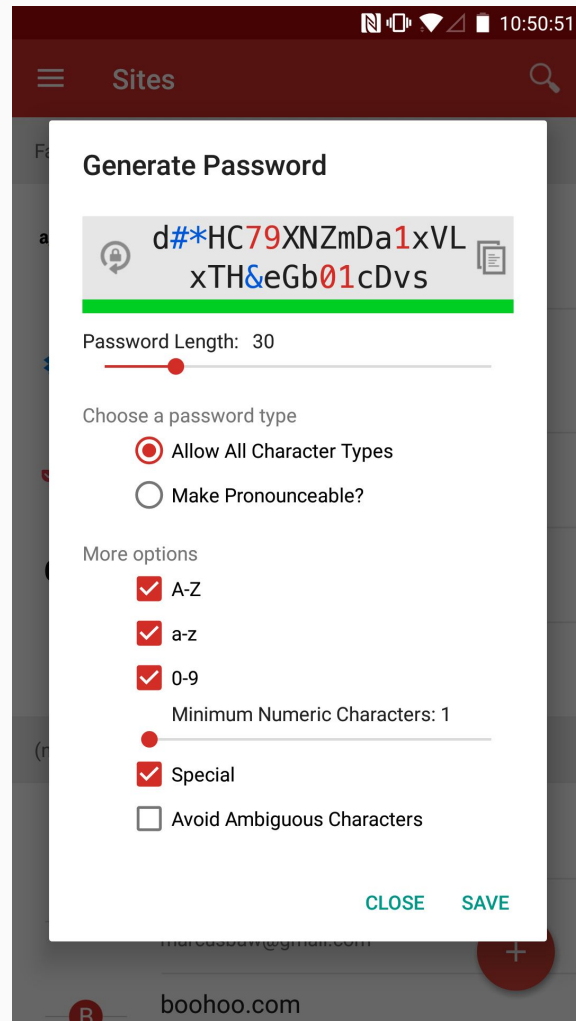 10:50:51
Sites
Fa
a
Generate Password
d#*HC79XNZmDa1xVL
xTH&eGb01cDvs
Password Length: 30
Choose a password type
Allow All Character Types
Make Pronounceable?
More options
A-Z
a-z
0-9
Minimum Numeric Characters: 1
Special
Avoid Ambiguous Characters
(n
CLOSE SAVE
B
boohoo.com